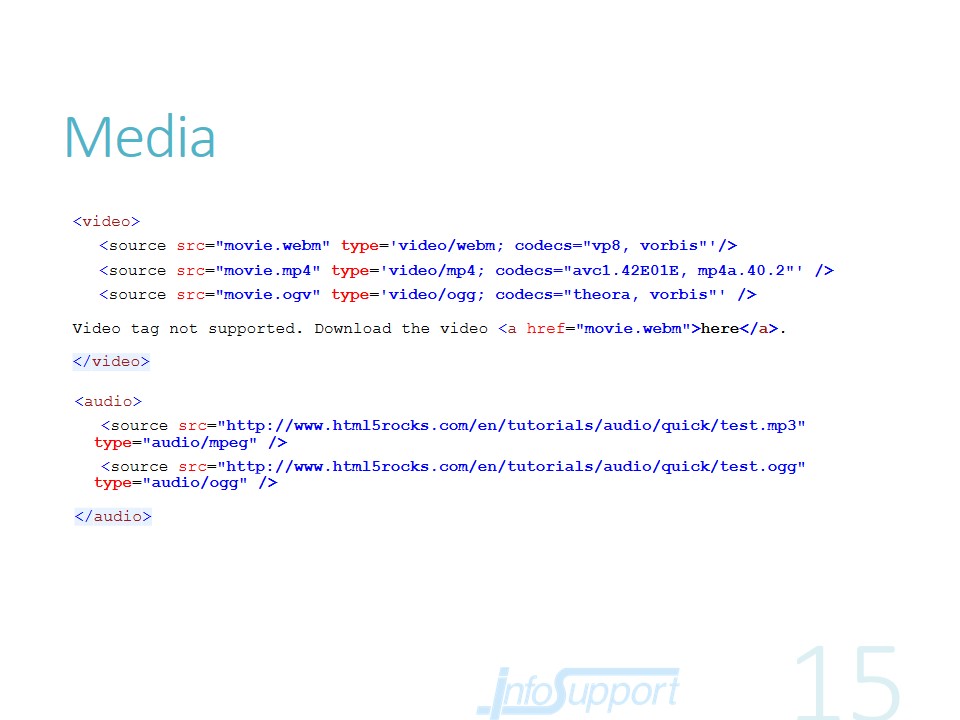 Media
<video>
<source src="movie.webm" type='video/webm; codecs="vp8, vorbis"'/>
<source src="movie.mp4" type='video/mp4; codecs="avc1.42E01E, mp4a.40.2"' />
<source src="movie.ogv" type='video/ogg; codecs="theora, vorbis"' />
Video tag not supported. Download the video <a href="movie.webm">here</a>.
</video>
<audio>
<source src="http://www.html5rocks.com/en/tutorials/audio/quick/test.mp3"
type="audio/mpeg" />
<source src="http://www.html5rocks.com/en/tutorials/audio/quick/test.ogg"
type="audio/ogg" />
</audio>
infoSupport
15